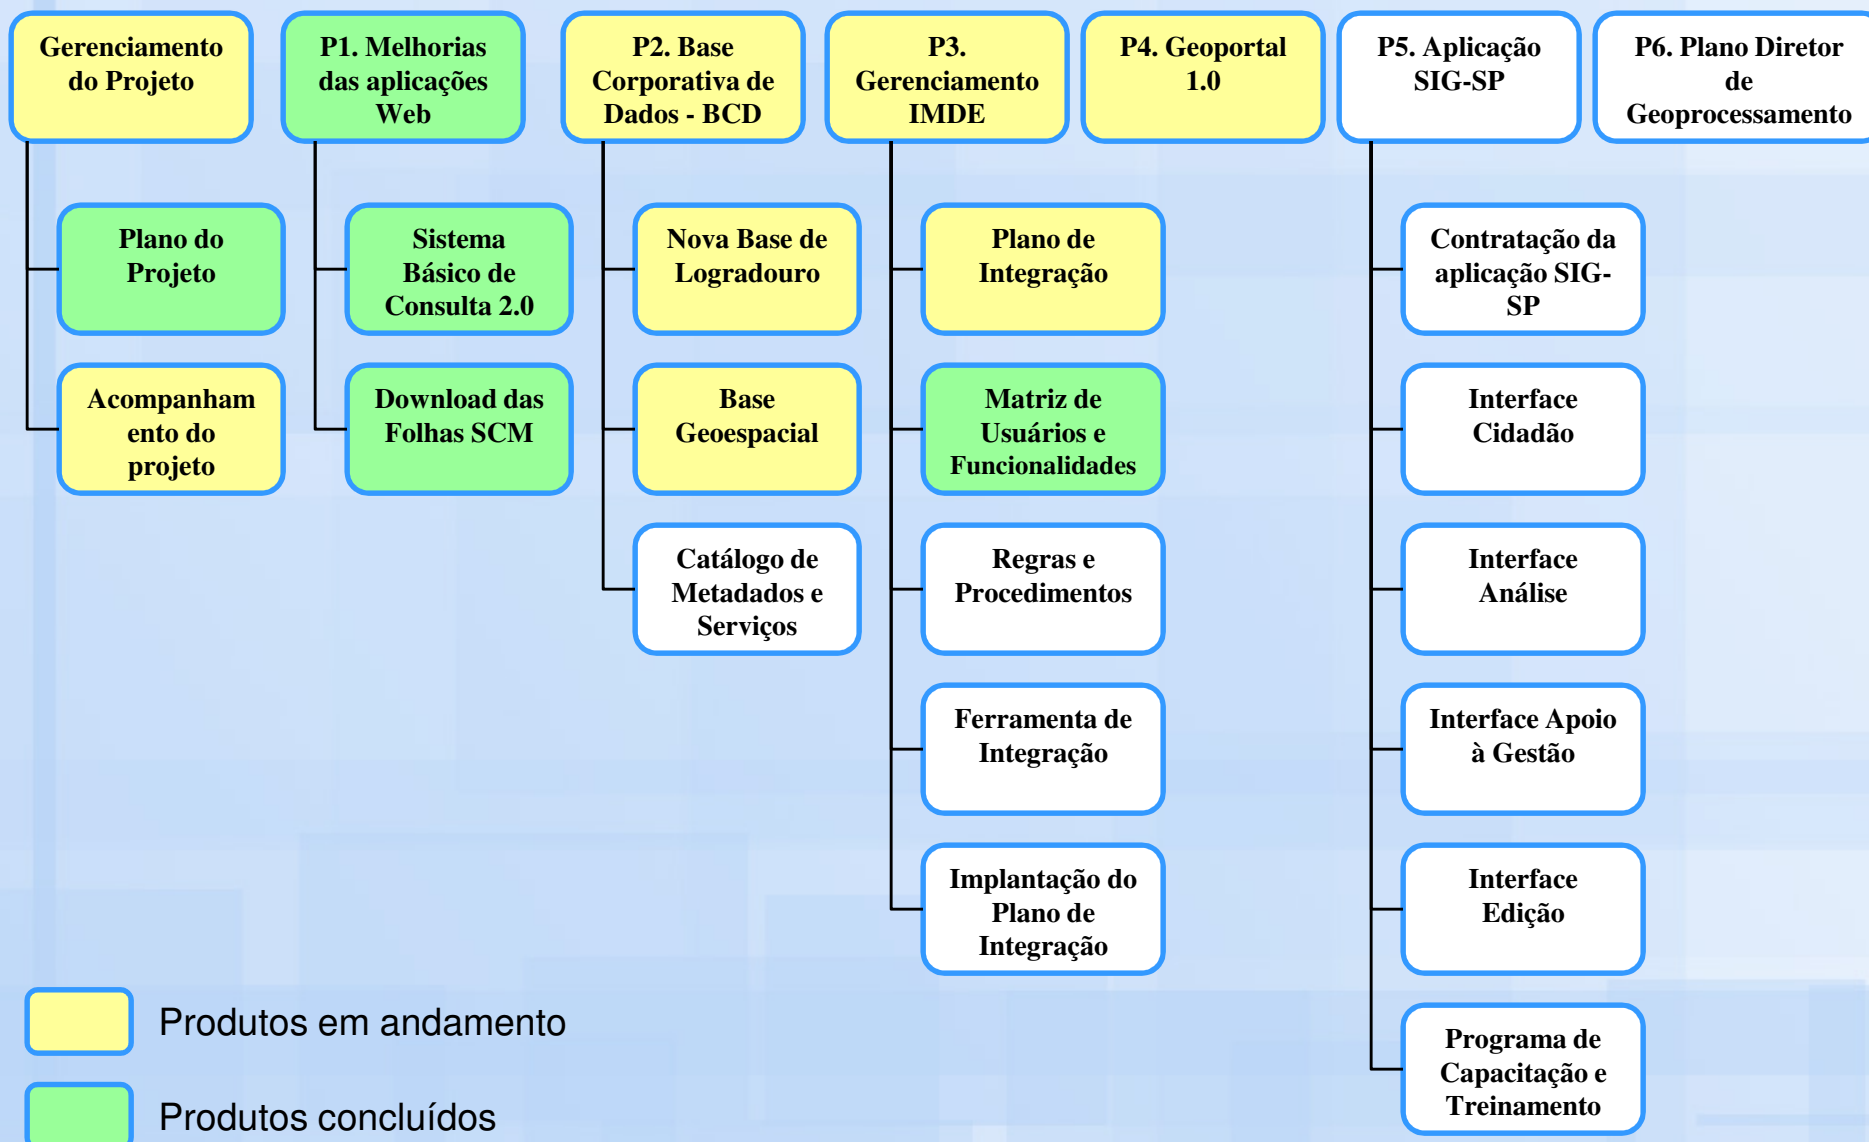 Gerenciamento
do Projeto
P1. Melhorias
das aplicações
Web
P2. Base
Corporativa de
Dados - BCD
P3.
Gerenciamento
IMDE
P4. Geoportal
1.0
P5. Aplicação
SIG-SP
P6. Plano Diretor
de
Geoprocessamento
Plano do
Projeto
Acompanham
ento do
projeto
Sistema
Básico de
Consulta 2.0
Download das
Folhas SCM
Nova Base de
Logradouro
Base
Geoespacial
Catálogo de
Metadados e
Serviços
Plano de
Integração
Matriz de
Usuários e
Funcionalidades
Regras e
Procedimentos
Ferramenta de
Integração
Implantação do
Plano de
Integração
Contratação da
aplicação SIG-
SP
Interface
Cidadão
Interface
Análise
Interface Apoio
à Gestão
Interface
Edição
Programa de
Capacitação e
Treinamento
Produtos em andamento
Produtos concluídos